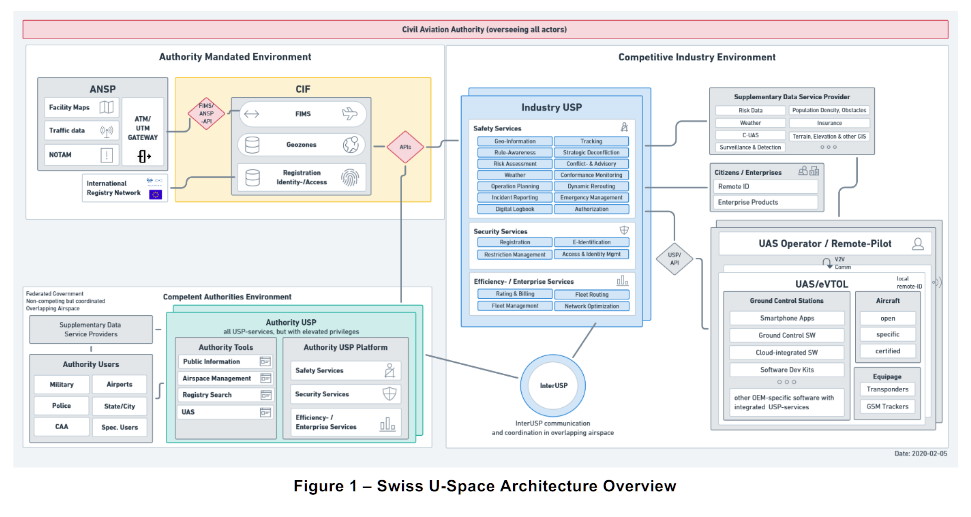 Civil Aviation Authority (overseeing all actors)
Authority Mandated Environment
ANSP
Facility Maps
Traffic data
NOTAM
ATM/
UTM
GATEWAY
FIMS/
ANSP
API
CIF
FIMS
Geozones
Registration
Identity-/Access
APIs
International
Registry Network
Competitive Industry Environment
Industry USP
Safety Services
Geo-Information
Tracking
Rule-Awareness
Strategic Deconfliction
Risk Assessment
Conflict- & Advisory
Weather
Conformance Monitoring
Operation Planning
Dynamic Rerouting
Incident Reporting
Emergency Management
Digital Logbook
Authorization
Security Services
Registration
E-Identification
Restriction Management
Access & Identity Mgmt
Efficiency- / Enterprise Services
Rating & Billing
Fleet Routing
Fleet Management
Network Optimization
Supplementary Data Service Provider
Risk Data
Population Density, Obstacles
Weather
Insurance
C-UAS
Terrain, Elevation & other GIS
Surveillance & Detection
Citizens / Enterprises
Remote ID
Enterprise Products
USP/
API
UAS Operator / Remote-Pilot
V2V
Comm
UAS/eVTOL
local
remote-ID
Ground Control Stations
Smartphone Apps
Ground Control SW
Cloud-integrated SW
Software Dev Kits
other OEM-specific software with
integrated USP-services
Aircraft
open
specific
certified
Equipage
Transponders
GSM Trackers
Federated Government
Non-competing but coordinated
Overlapping Airspace
Competent Authorities Environment
Supplementary Data
Service Providers
Authority Users
Military
Airports
Police
State/City
CAA
Spec. Users
Authority USP
all USP-services, but with elevated privileges
Authority Tools
Public Information
Airspace Management
Registry Search
UAS
Authority USP Platform
Safety Services
Security Services
Efficiency- /
Enterprise Services
InterUSP
InterUSP communication
and coordination in overlapping airspace
Date: 2020-02-05
Figure 1 – Swiss U-Space Architecture Overview